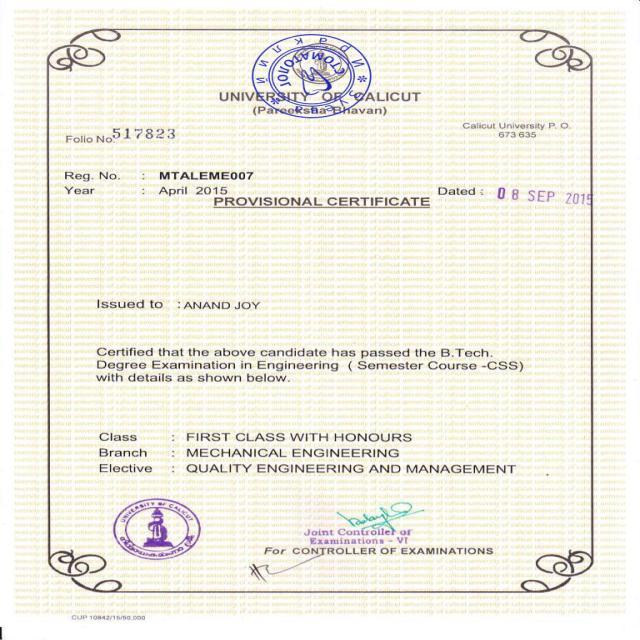 СТОМАТОЛОГ
UNIVERSITY OF CALICUT
(Pareeksha Bhavan)
Calicut University P. O.
673 635
Folio No. 517823
Reg. No. : MTALEME007
Year : April 2015
Dated : 08 SEP 2015
PROVISIONAL CERTIFICATE
Issued to : ANAND JOY
Certified that the above candidate has passed the B.Tech.
Degree Examination in Engineering ( Semester Course -CSS)
with details as shown below.
Class : FIRST CLASS WITH HONOURS
Branch : MECHANICAL ENGINEERING
Elective : QUALITY ENGINEERING AND MANAGEMENT
UNIVERSITY OF CALICUT
Joint Controller of
Examinations - VI
For CONTROLLER OF EXAMINATIONS
CUP 10842/15/50,000